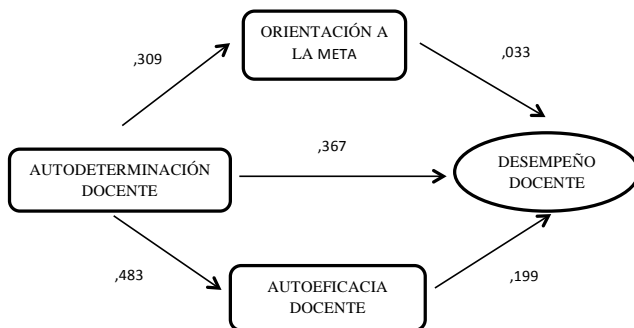 ORIENTACIÓN A
LA META
,309
,033
,367
AUTODETERMINACIÓN
DOCENTE
DESEMPEÑO
DOCENTE
,483
,199
AUTOEFICACIA
DOCENTE